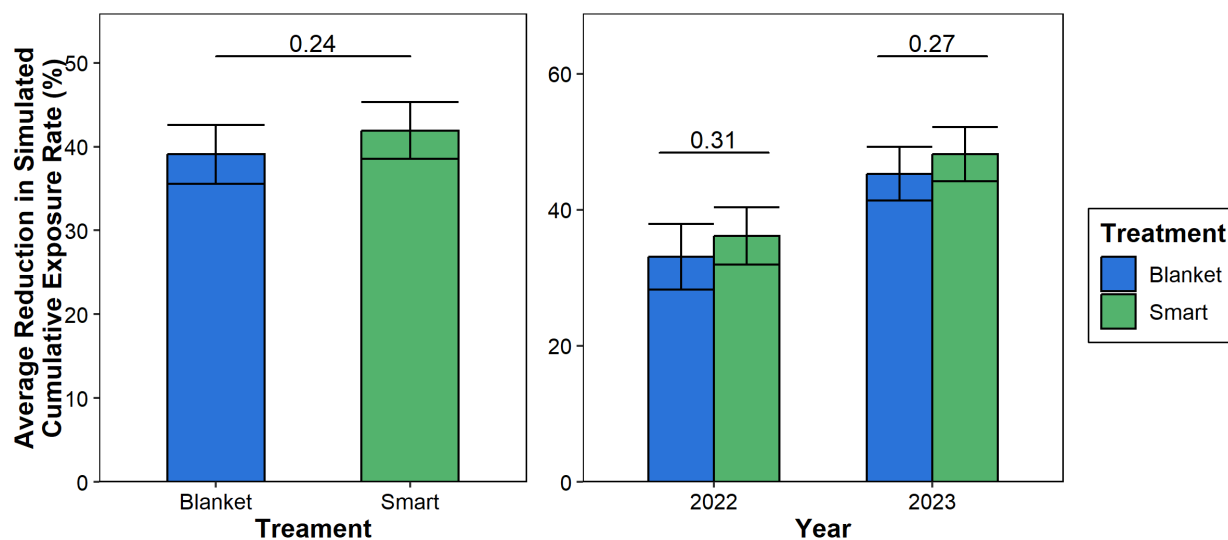 Average Reduction in Simulated
Cumulative Exposure Rate (%)
50
40
30
20
10
0
0.24
Blanket Smart
Treament
60
40
20
0
0.31
0.27
2022 2023
Year
Treatment
Blanket
Smart